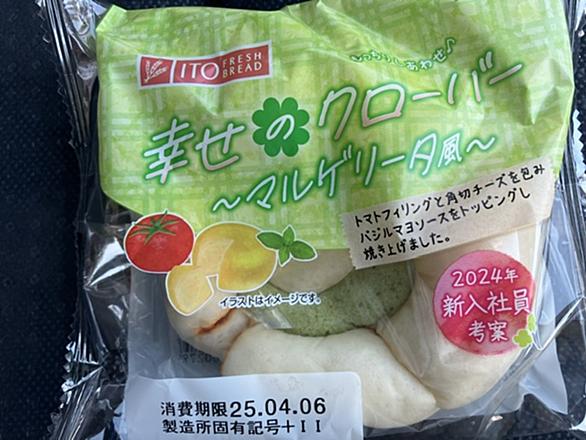 ITO FRESH BREAD
もっちりしあわせ♪
幸せのクローバー
～マルゲリータ風～
トマトフィリングと角切チーズを包み
バジルマヨソースをトッピングし
焼き上げました。
イラストはイメージです。
2024年
新入社員
考案
消費期限25.04.06
製造所固有記号+II